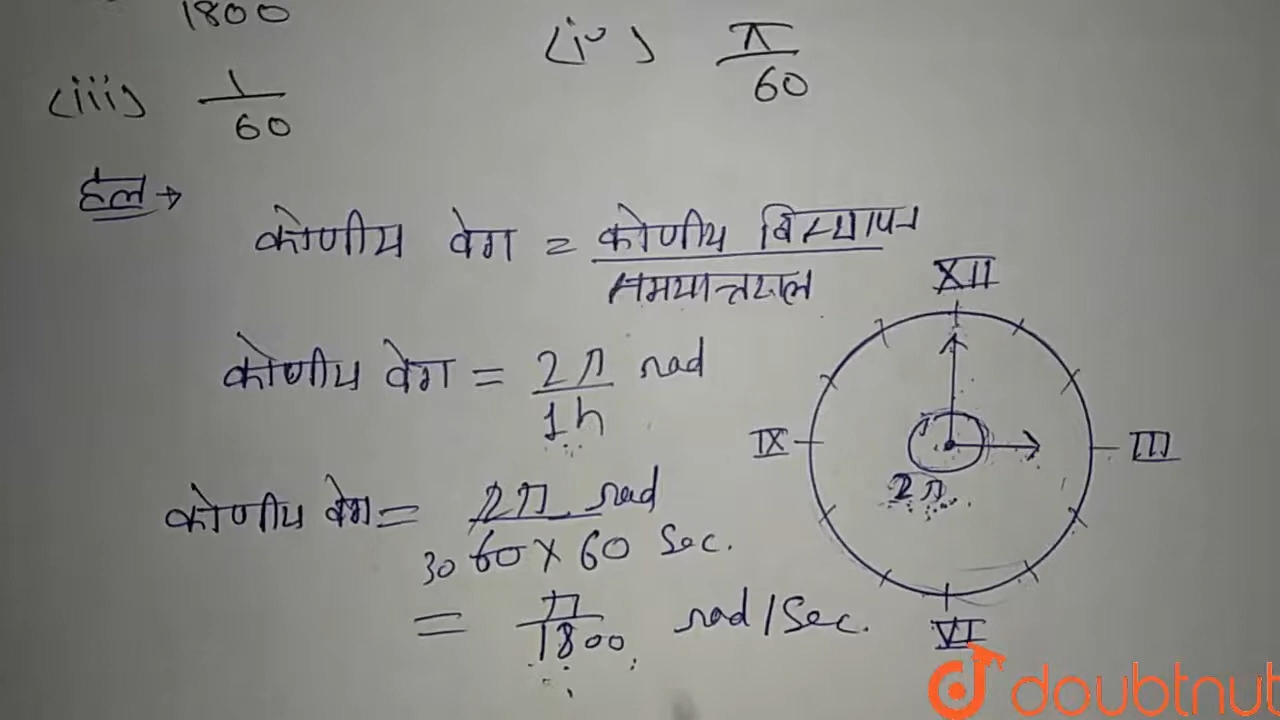 1800
(iv) π/60
(iii) 1/60
हल →
कोणीय वेग = कोणीय विस्थापन
समयान्तराल
XII
कोणीय वेग = 2π rad
1h
IX
III
2π
कोणीय वेग = 2π rad
30 60 × 60 Sec.
= π/1800 rad/Sec.
VI
doubtnut